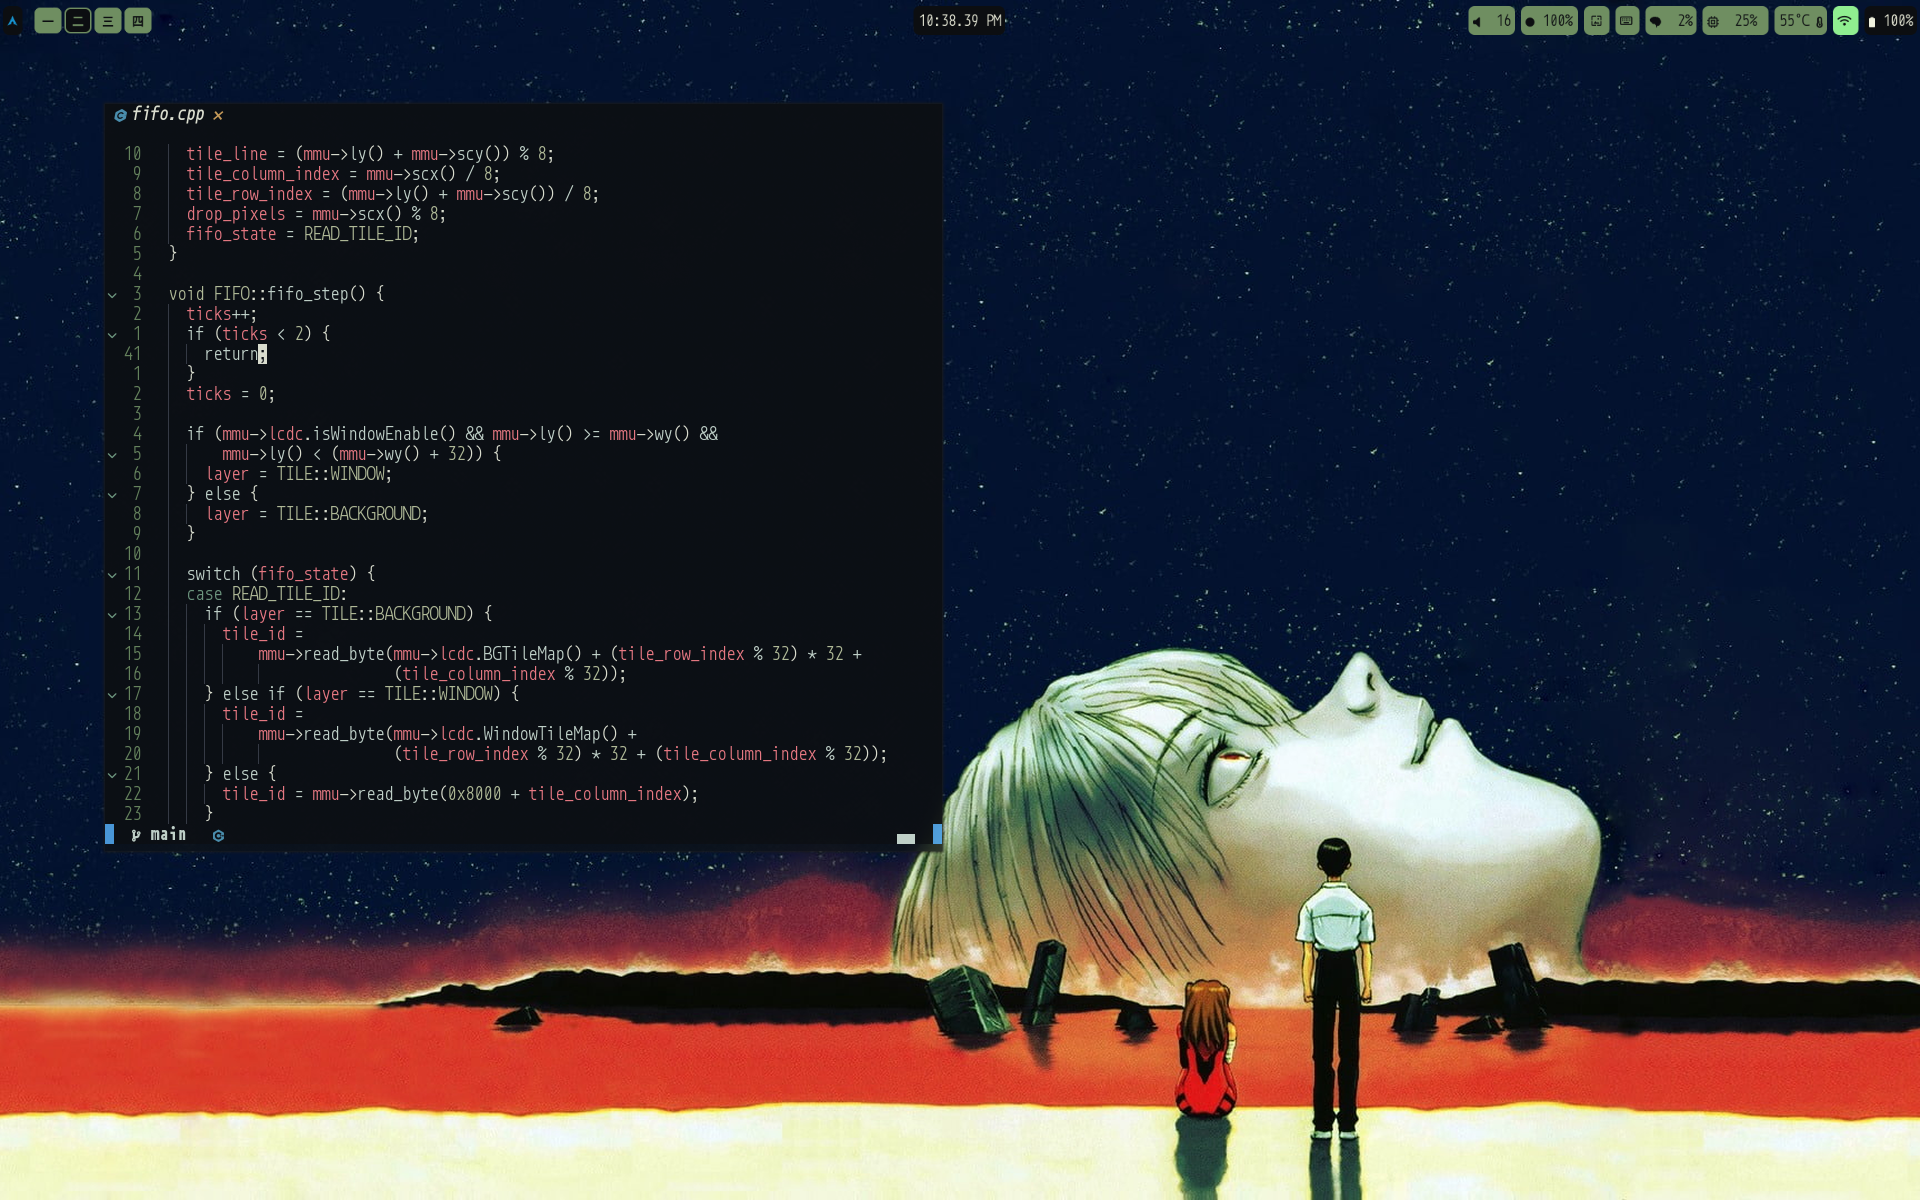 一 二 三 四
10:38.39 PM
16 100% 2% 25% 55°C 100%
fifo.cpp ×
10 tile_line = (mmu->ly() + mmu->scy()) % 8;
9 tile_column_index = mmu->scx() / 8;
8 tile_row_index = (mmu->ly() + mmu->scy()) / 8;
7 drop_pixels = mmu->scx() % 8;
6 fifo_state = READ_TILE_ID;
5 }
4
3 void FIFO::fifo_step() {
2 ticks++;
1 if (ticks < 2) {
41 return;
1 }
2 ticks = 0;
3
4 if (mmu->lcdc.isWindowEnable() && mmu->ly() >= mmu->wy() &&
5 mmu->ly() < (mmu->wy() + 32)) {
6 layer = TILE::WINDOW;
7 } else {
8 layer = TILE::BACKGROUND;
9 }
10
11 switch (fifo_state) {
12 case READ_TILE_ID:
13 if (layer == TILE::BACKGROUND) {
14 tile_id =
15 mmu->read_byte(mmu->lcdc.BGTileMap() + (tile_row_index % 32) * 32 +
16 (tile_column_index % 32));
17 } else if (layer == TILE::WINDOW) {
18 tile_id =
19 mmu->read_byte(mmu->lcdc.WindowTileMap() +
20 (tile_row_index % 32) * 32 + (tile_column_index % 32));
21 } else {
22 tile_id = mmu->read_byte(0x8000 + tile_column_index);
23 }
main